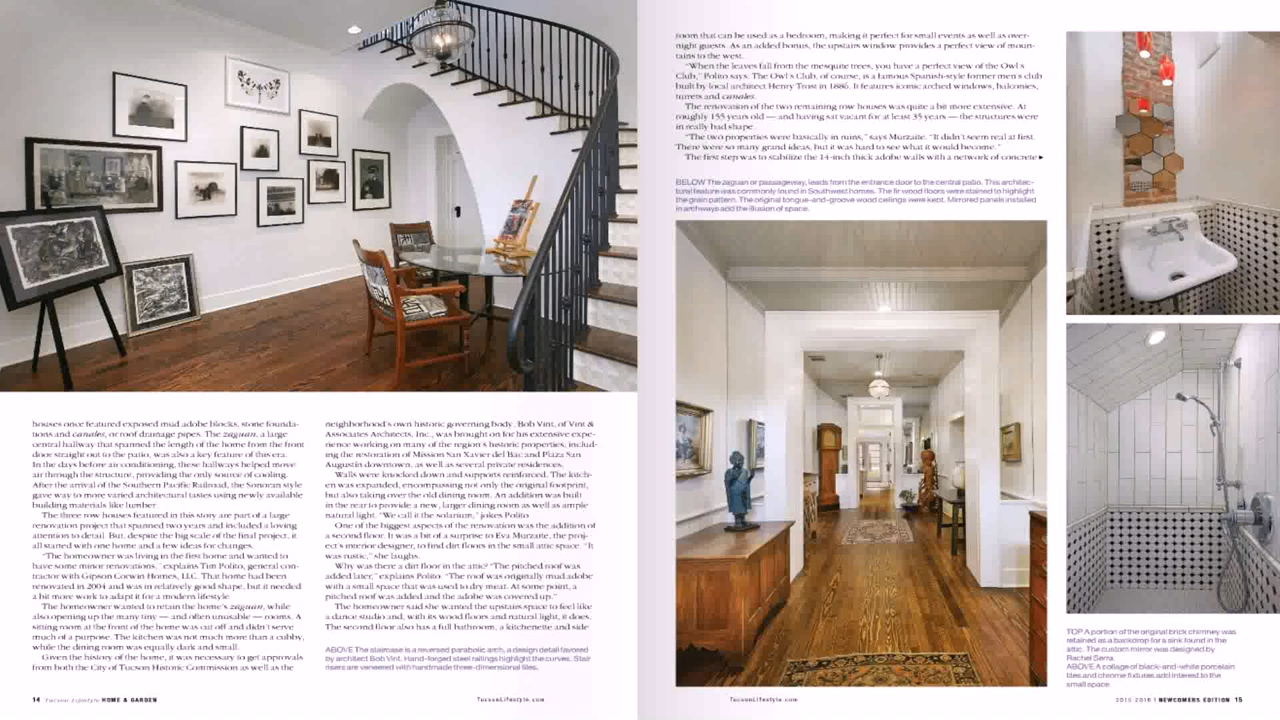 houses once featured exposed mud adobe blocks, stone founda-
tions and canales, or roof drainage pipes. The zaguan, a large
central hallway that spanned the length of the home from the front
door straight out to the patio, was also a key feature of this era.
In the days before air conditioning, these hallways helped move
air through the structure, providing the only source of cooling.
After the arrival of the Southern Pacific Railroad, the Sonoran style
gave way to more varied architectural tastes using newly available
building materials like lumber.
The three row houses featured in this story are part of a large
renovation project that spanned two years and included a loving
attention to detail. But, despite the big scale of the final project, it
all started with one home and a few ideas for changes.
"The homeowner was living in the first home and wanted to
have some minor renovations," explains Tim Polito, general con-
tractor with Gipson Corwin Homes, LLC. That home had been
renovated in 2004 and was in relatively good shape, but it needed
a bit more work to adapt it for a modern lifestyle.
The homeowner wanted to retain the home's zaguan, while
also opening up the many tiny — and often unusable — rooms. A
sitting room at the front of the home was cut off and didn't serve
much of a purpose. The kitchen was not much more than a cubby,
while the dining room was equally dark and small.
Given the history of the home, it was necessary to get approvals
from both the City of Tucson Historic Commission as well as the
neighborhood's own historic governing body. Bob Vint, of Vint &
Associates Architects, Inc., was brought on for his extensive expe-
rience working on many of the region's historic properties, includ-
ing the restoration of Mission San Xavier del Bac and Plaza San
Augustin downtown, as well as several private residences.
Walls were knocked down and supports reinforced. The kitch-
en was expanded, encompassing not only the original footprint,
but also taking over the old dining room. An addition was built
in the rear to provide a new, larger dining room as well as ample
natural light. "We call it the solarium," jokes Polito.
One of the biggest aspects of the renovation was the addition of
a second floor. It was a bit of a surprise to Eva Murzaite, the proj-
ect's interior designer, to find dirt floors in the small attic space. "It
was rustic," she laughs.
Why was there a dirt floor in the attic? "The pitched roof was
added later," explains Polito. "The roof was originally mud adobe
with a small space that was used to dry meat. At some point, a
pitched roof was added and the adobe was covered up."
The homeowner said she wanted the upstairs space to feel like
a dance studio and, with its wood floors and natural light, it does.
The second floor also has a full bathroom, a kitchenette and side
ABOVE The staircase is a reversed parabolic arch, a design detail favored
by architect Bob Vint. Hand-forged steel railings highlight the curves. Stair
risers are veneered with handmade three-dimensional tiles.
14 Tucson Lifestyle HOME & GARDEN
TucsonLifestyle.com
room that can be used as a bedroom, making it perfect for small events as well as over-
night guests. As an added bonus, the upstairs window provides a perfect view of moun-
tains to the west.
"When the leaves fall from the mesquite trees, you have a perfect view of the Owl's
Club," Polito says. The Owl's Club, of course, is a famous Spanish-style former men's club
built by local architect Henry Trost in 1886. It features iconic arched windows, balconies,
turrets and canales.
The renovation of the two remaining row houses was quite a bit more extensive. At
roughly 155 years old — and having sat vacant for at least 35 years — the structures were
in really bad shape.
"The two properties were basically in ruins," says Murzaite. "It didn't seem real at first.
There were so many grand ideas, but it was hard to see what it would become."
The first step was to stabilize the 14-inch thick adobe walls with a network of concrete ▸
BELOW The zaguan or passageway, leads from the entrance door to the central patio. This architec-
tural feature was commonly found in Southwest homes. The fir wood floors were stained to highlight
the grain pattern. The original tongue-and-groove wood ceilings were kept. Mirrored panels installed
in archways add the illusion of space.
TOP A portion of the original brick chimney was
retained as a backdrop for a sink found in the
attic. The custom mirror was designed by
Rachel Serra.
ABOVE A collage of black-and-white porcelain
tiles and chrome fixtures add interest to the
small space.
TucsonLifestyle.com
2015-2016 | NEWCOMERS EDITION 15